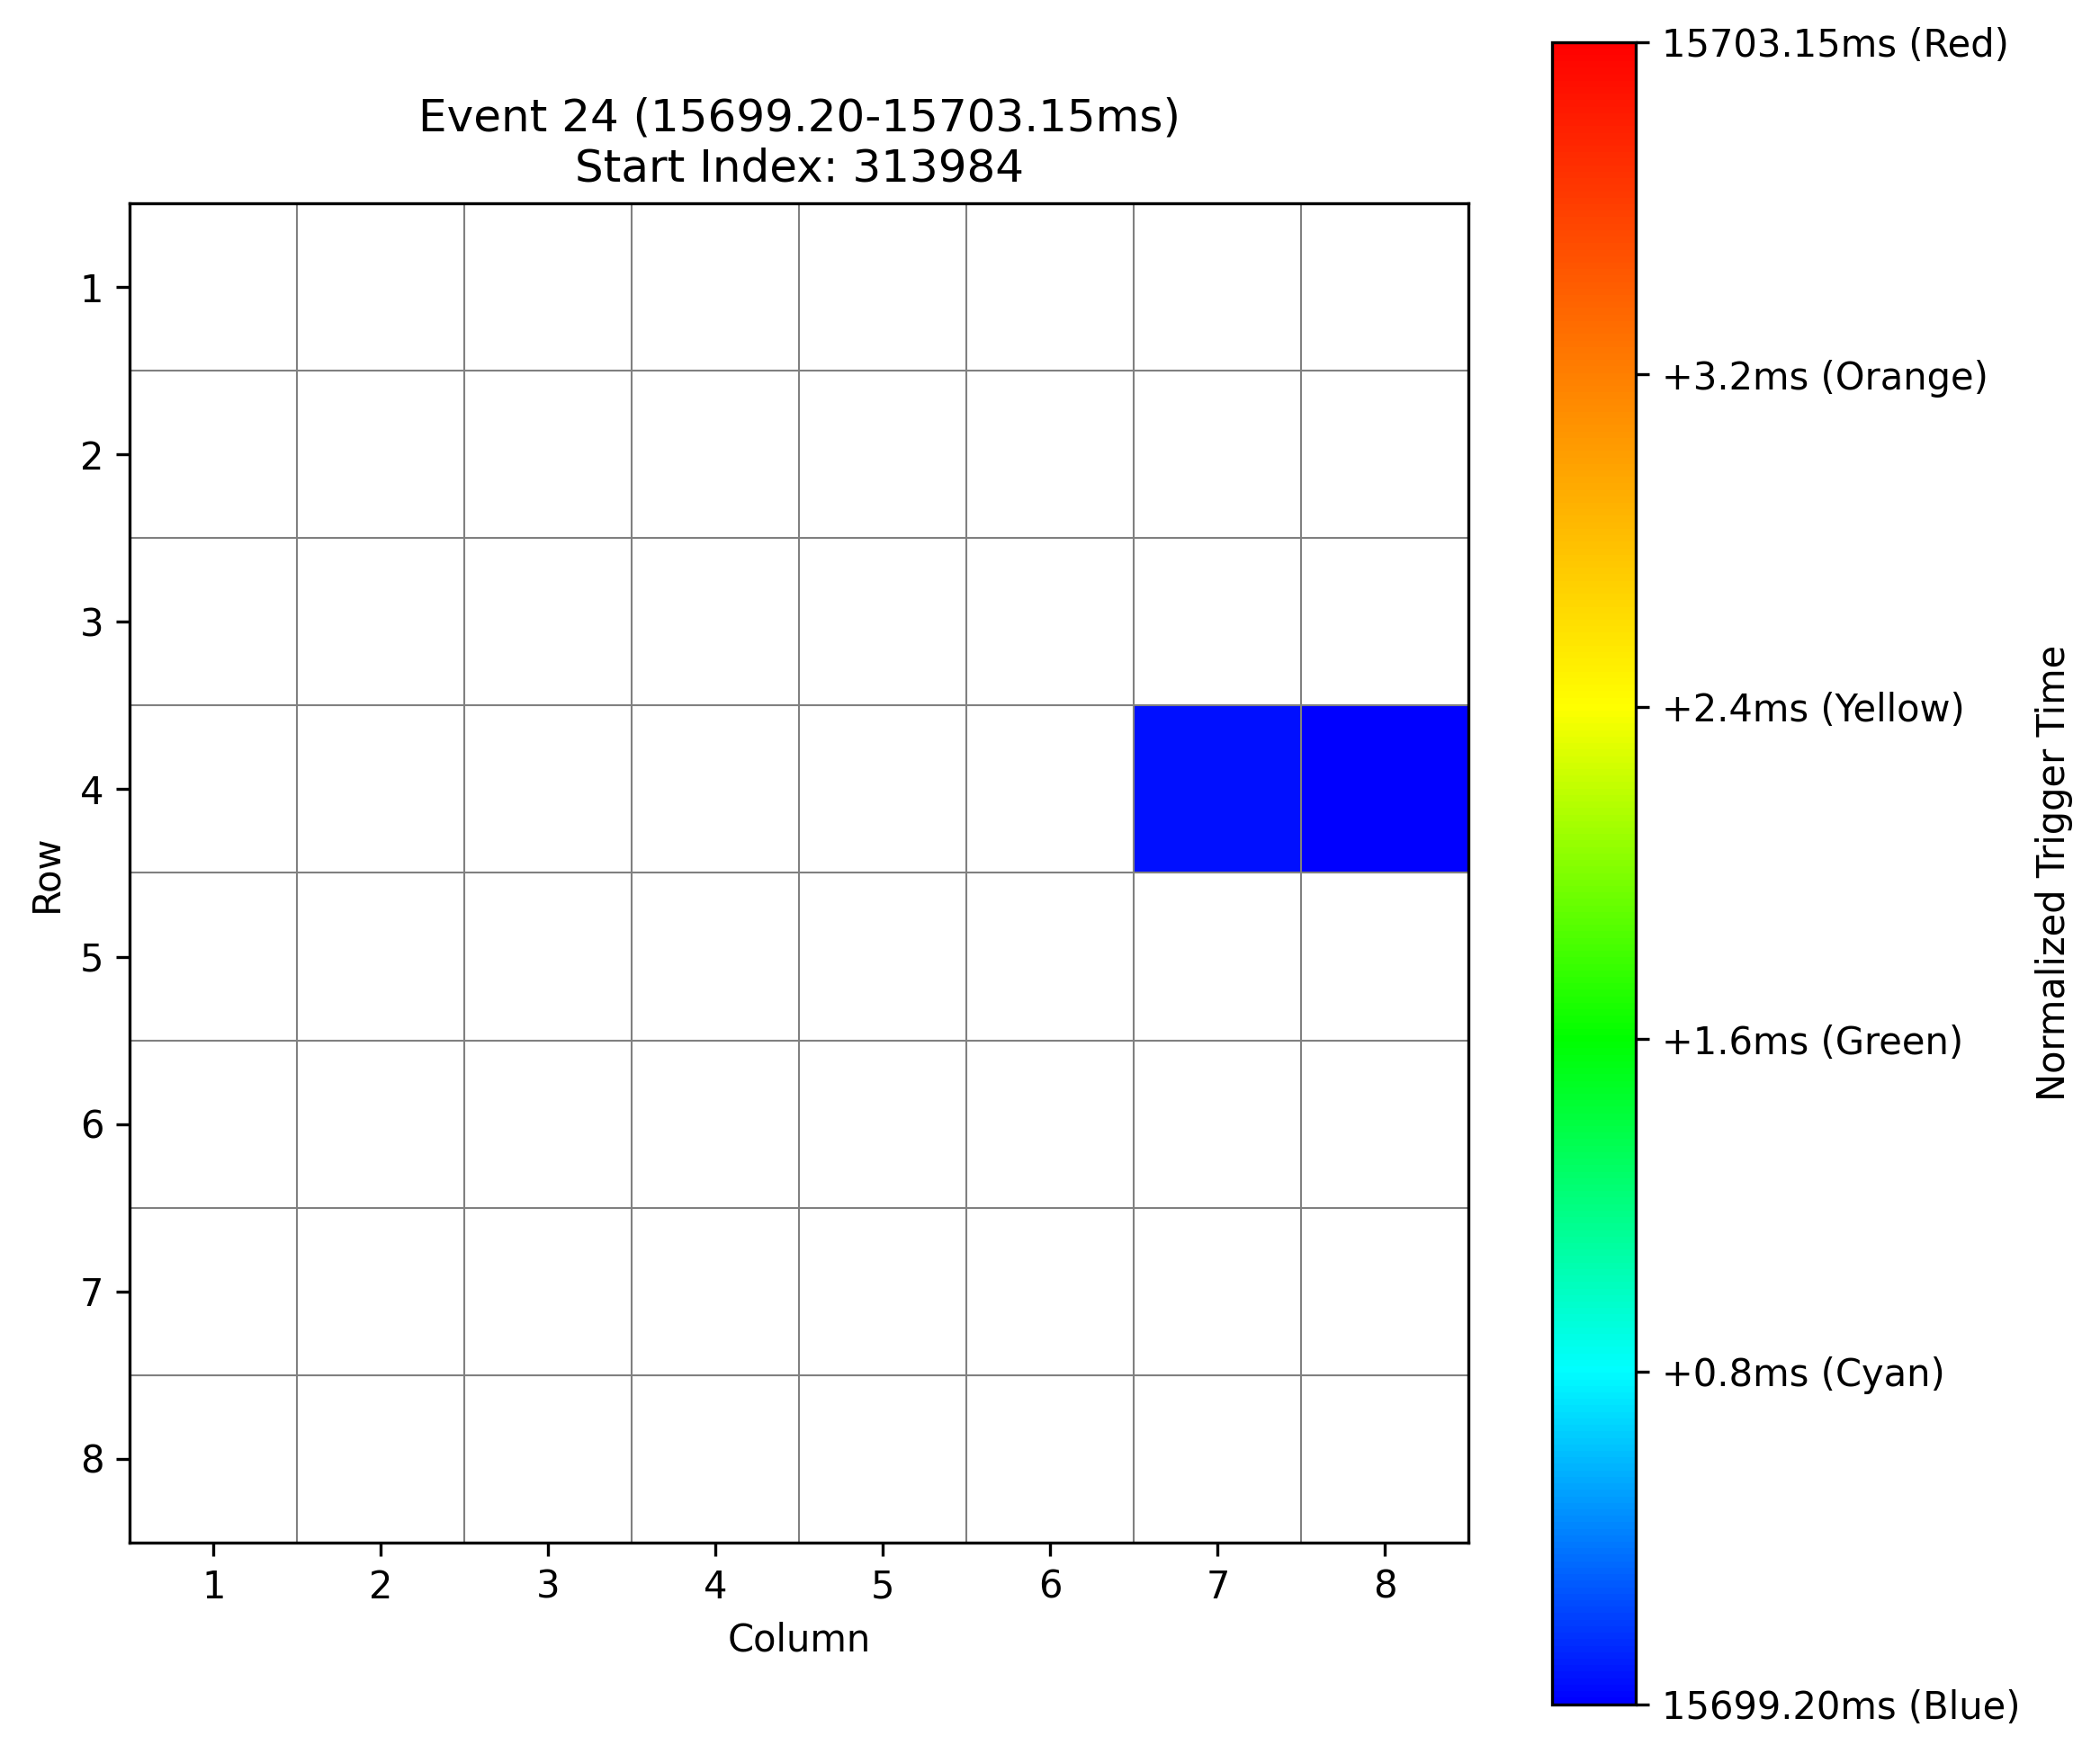 Event 24 (15699.20-15703.15ms)
Start Index: 313984
Row
1
2
3
4
5
6
7
8
1 2 3 4 5 6 7 8
Column
15703.15ms (Red)
+3.2ms (Orange)
+2.4ms (Yellow)
+1.6ms (Green)
+0.8ms (Cyan)
15699.20ms (Blue)
Normalized Trigger Time